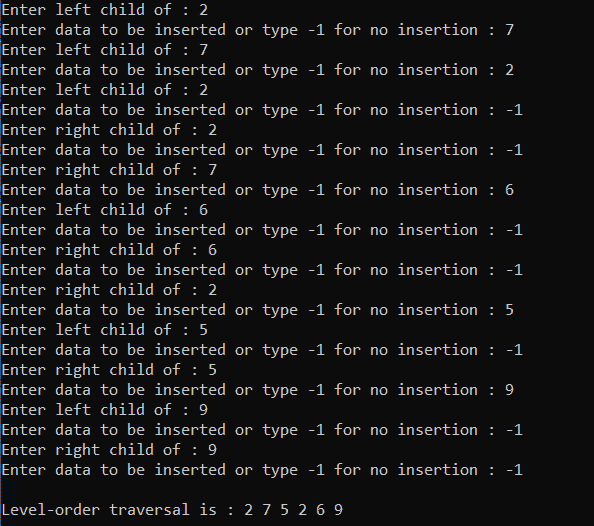 Enter left child of : 2
Enter data to be inserted or type -1 for no insertion : 7
Enter left child of : 7
Enter data to be inserted or type -1 for no insertion : 2
Enter left child of : 2
Enter data to be inserted or type -1 for no insertion : -1
Enter right child of : 2
Enter data to be inserted or type -1 for no insertion : -1
Enter right child of : 7
Enter data to be inserted or type -1 for no insertion : 6
Enter left child of : 6
Enter data to be inserted or type -1 for no insertion : -1
Enter right child of : 6
Enter data to be inserted or type -1 for no insertion : -1
Enter right child of : 2
Enter data to be inserted or type -1 for no insertion : 5
Enter left child of : 5
Enter data to be inserted or type -1 for no insertion : -1
Enter right child of : 5
Enter data to be inserted or type -1 for no insertion : 9
Enter left child of : 9
Enter data to be inserted or type -1 for no insertion : -1
Enter right child of : 9
Enter data to be inserted or type -1 for no insertion : -1
Level-order traversal is : 2 7 5 2 6 9